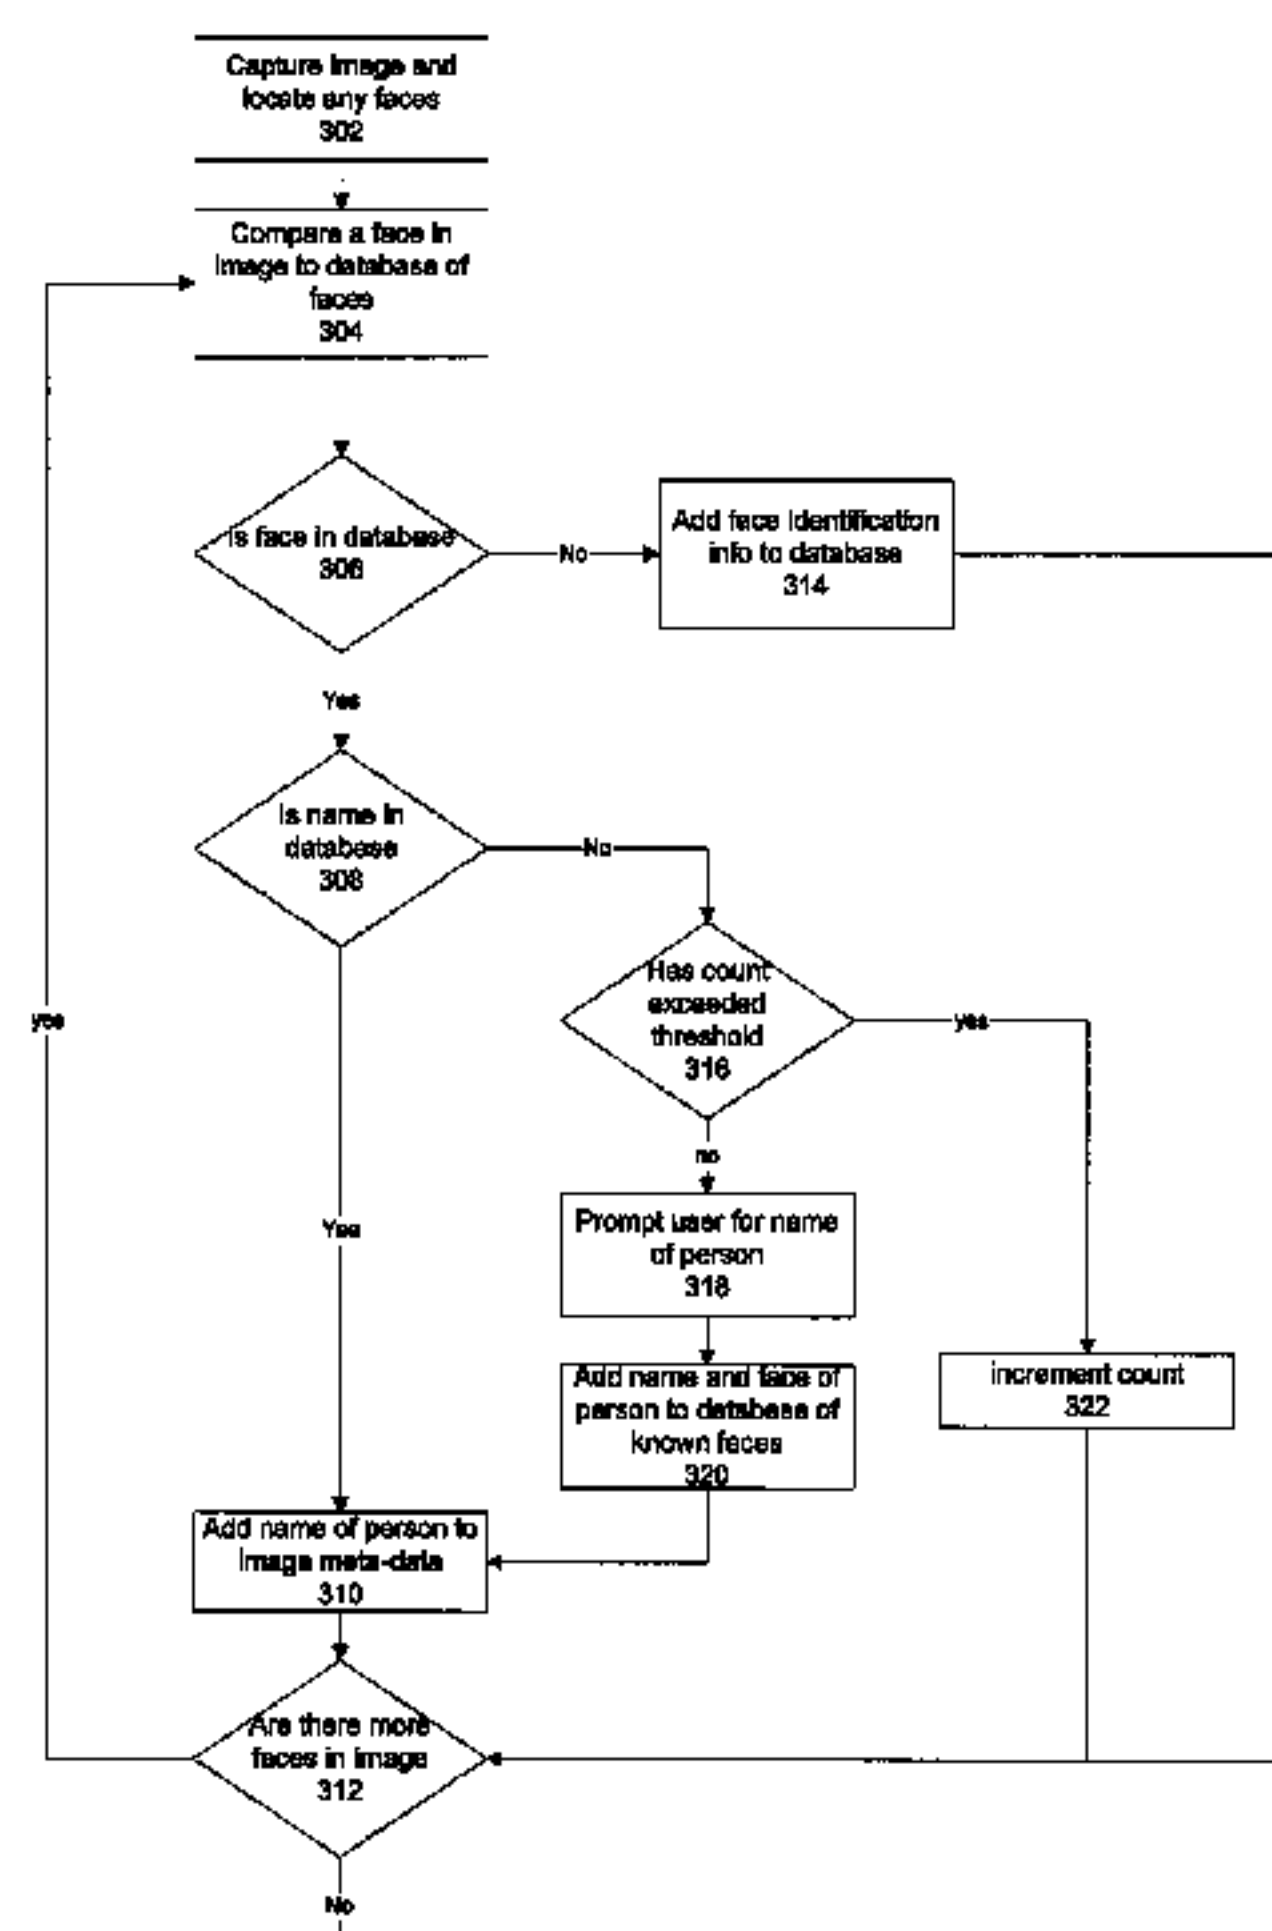 Capture image and
locate any faces
302
Compare a face in
image to database of
faces
304
Is face in database
306
No
Add face identification
info to database
314
Yes
Is name in
database
308
No
Has count
exceeded
threshold
316
yes
yes
no
Prompt user for name
of person
318
Yes
Add name and face of
person to database of
known faces
320
increment count
322
Add name of person to
image meta-data
310
Are there more
faces in image
312
No